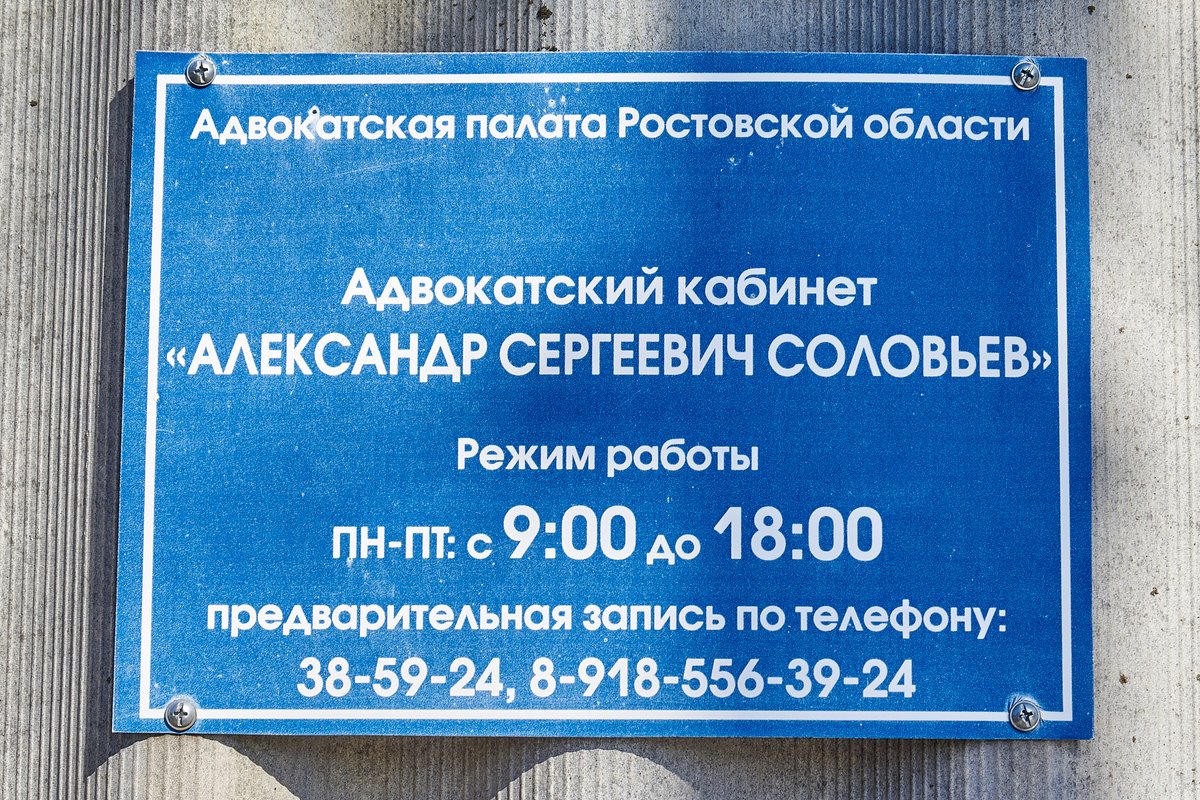 Адвокатская палата Ростовской области
Адвокатский кабинет
«АЛЕКСАНДР СЕРГЕЕВИЧ СОЛОВЬЕВ»
Режим работы
ПН-ПТ: с 9:00 до 18:00
предварительная запись по телефону:
38-59-24, 8-918-556-39-24